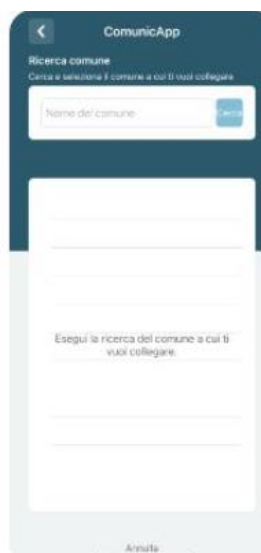 ComunicApp
Ricerca comune
Cerca e seleziona il comune a cui ti vuoi collegare
Nome del comune
Cerca
Esegui la ricerca del comune a cui ti
vuoi collegare.
Annulla